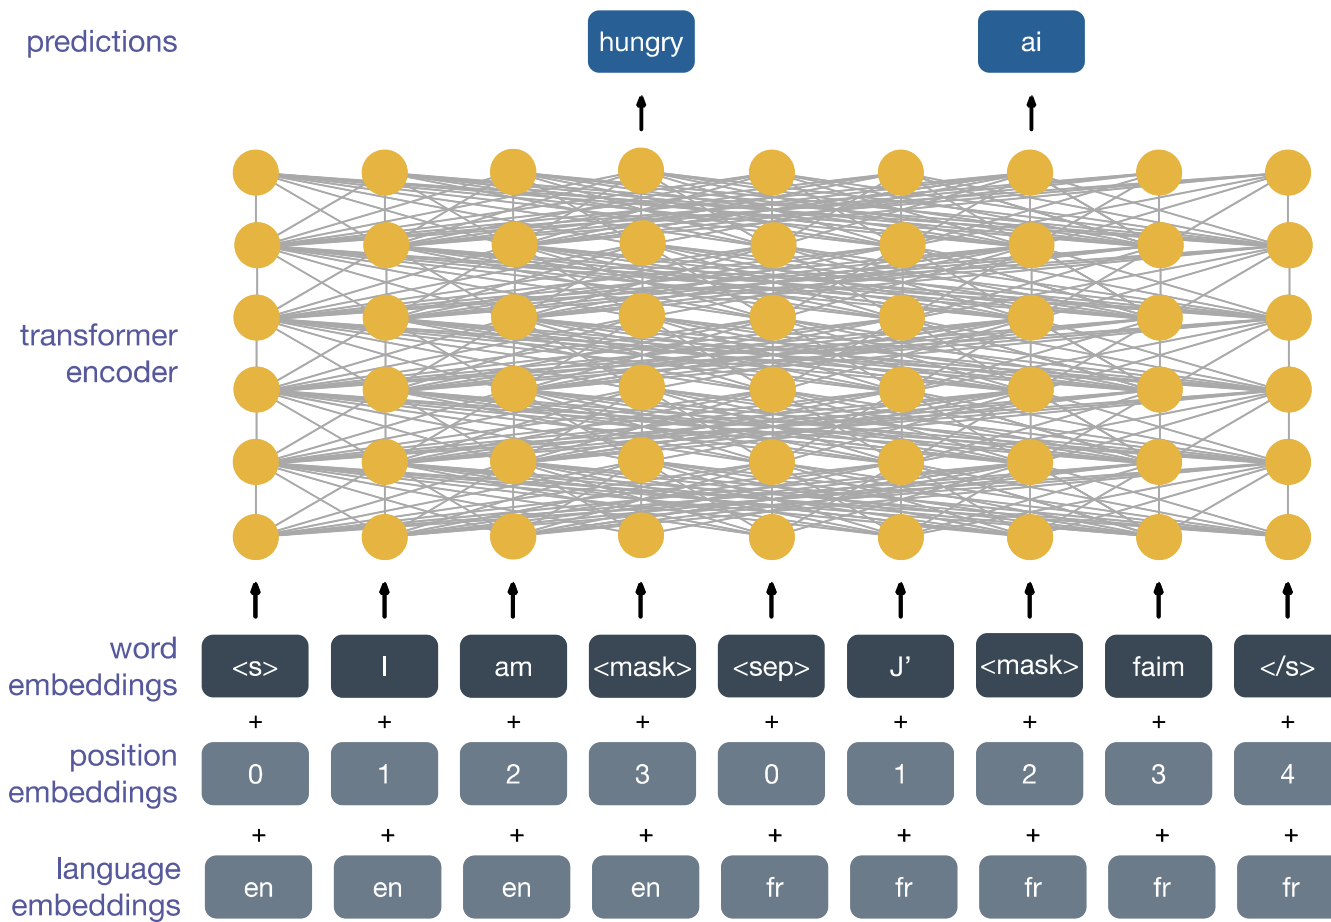 predictions hungry ai
transformer
encoder
word
embeddings <s> I am <mask> <sep> J’ <mask> faim </s>
+ + + + + + + + +
position
embeddings 0 1 2 3 0 1 2 3 4
+ + + + + + + + +
language
embeddings en en en en fr fr fr fr fr